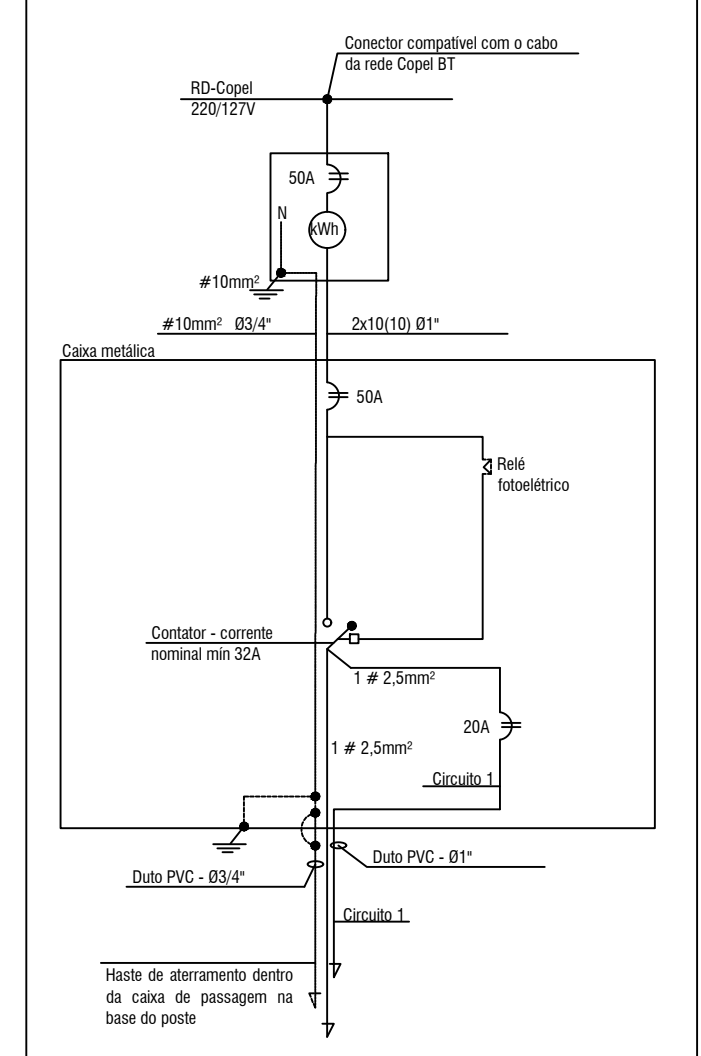 Conector compatível com o cabo
da rede Copel BT
RD-Copel
220/127V
50A
N
kWh
#10mm²
#10mm² Ø3/4"
2x10(10) Ø1"
Caixa metálica
50A
Relé
fotoelétrico
Contator - corrente
nominal mín 32A
1 # 2,5mm²
20A
1 # 2,5mm²
Circuito 1
Duto PVC - Ø1"
Duto PVC - Ø3/4"
Circuito 1
Haste de aterramento dentro
da caixa de passagem na
base do poste